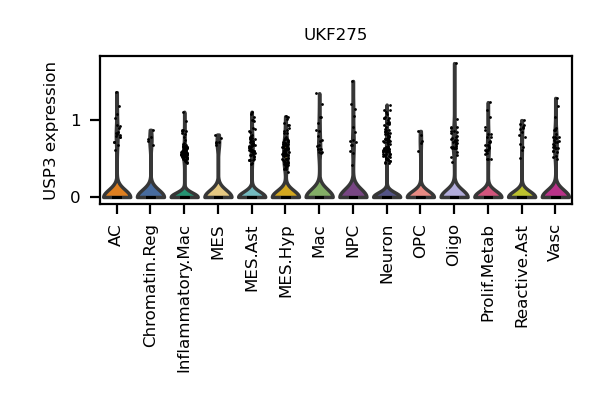 UKF275
USP3 expression
1
0
AC
Chromatin.Reg
Inflammatory.Mac
MES
MES.Ast
MES.Hyp
Mac
NPC
Neuron
OPC
Oligo
Prolif.Metab
Reactive.Ast
Vasc